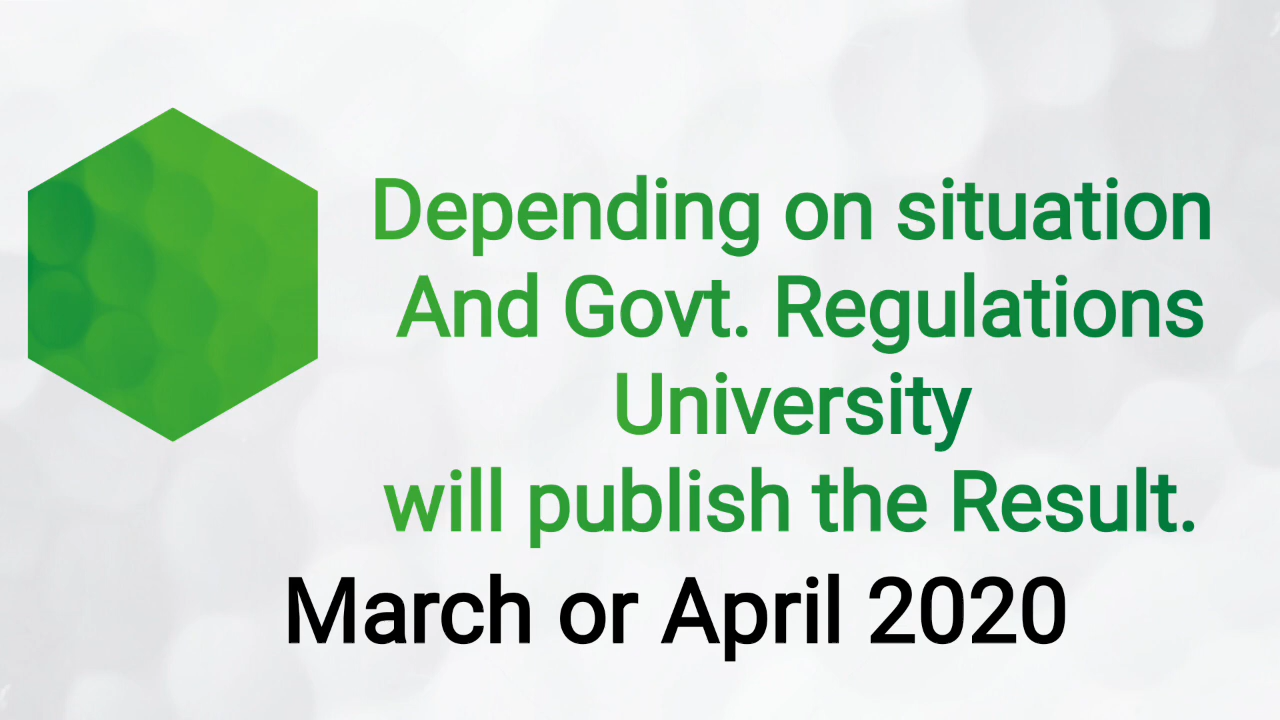 Depending on situation
And Govt. Regulations
University
will publish the Result.
March or April 2020